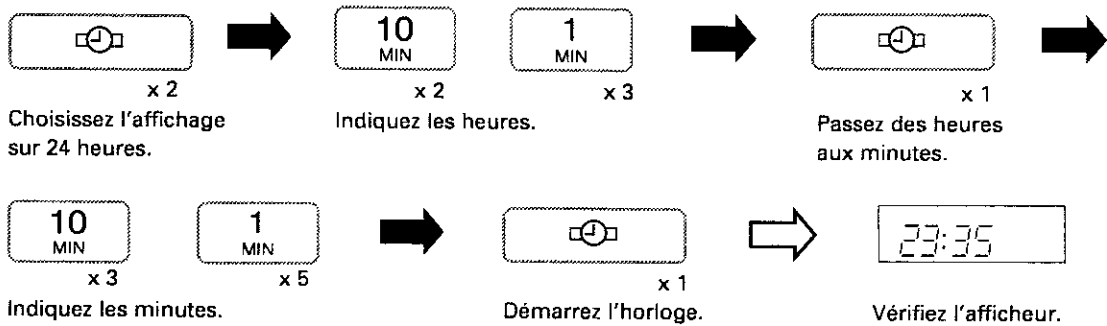 10
MIN
1
MIN
x 2
x 2
x 3
x 1
Choisissez l'affichage
sur 24 heures.
Indiquez les heures.
Passez des heures
aux minutes.
10
MIN
1
MIN
23:35
x 3
x 5
x 1
Indiquez les minutes.
Démarrez l'horloge.
Vérifiez l'afficheur.